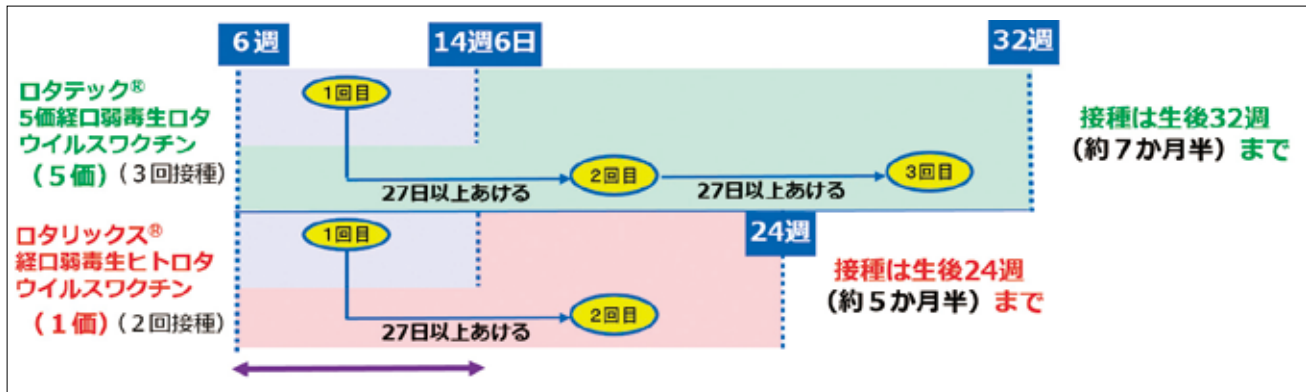 6週
14週6日
32週
ロタテック®
5価経口弱毒生ロタ
ウイルスワクチン
(5価)(3回接種)
1回目
27日以上あける
2回目
27日以上あける
3回目
接種は生後32週
(約7か月半)まで
ロタリックス®
経口弱毒生ヒトロタ
ウイルスワクチン
(1価)(2回接種)
1回目
27日以上あける
2回目
24週
接種は生後24週
(約5か月半)まで